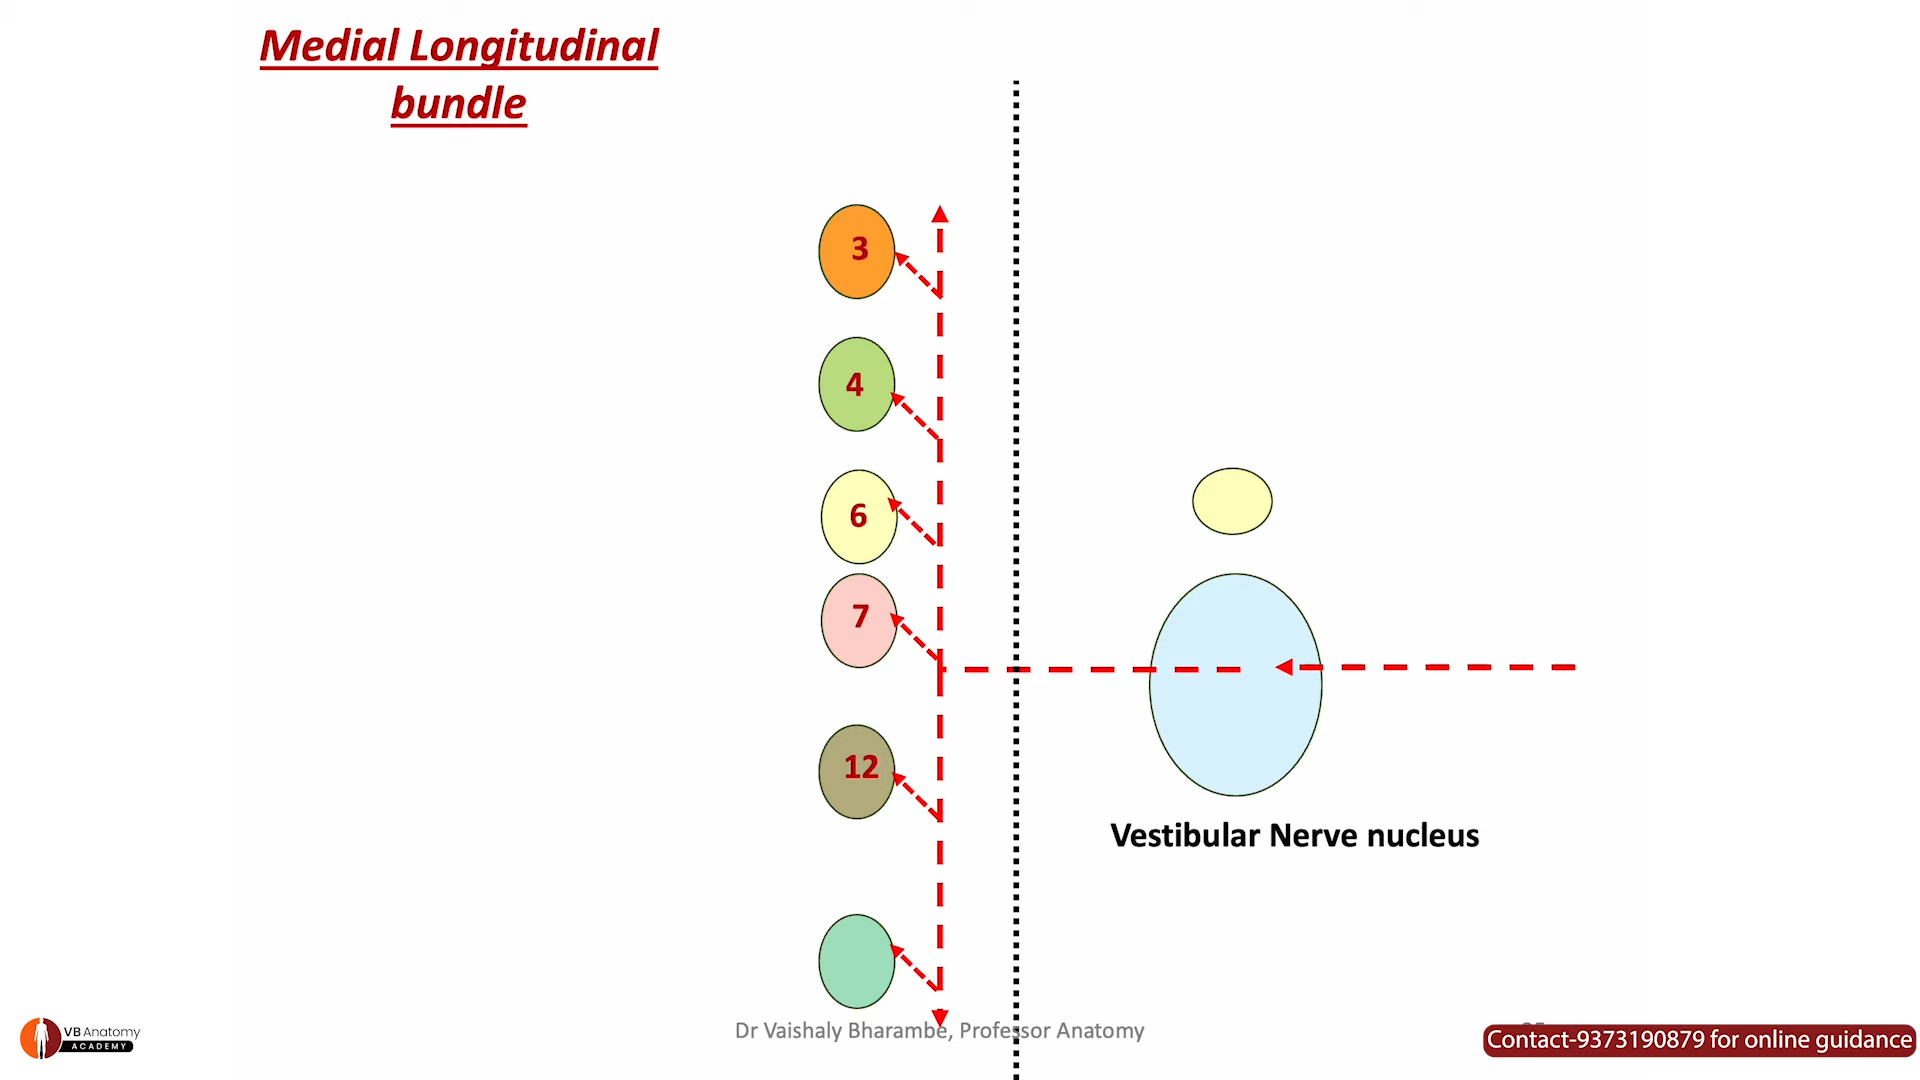 Medial Longitudinal
bundle
3
4
6
7
12
Vestibular Nerve nucleus
Dr Vaishaly Bharambe, Professor Anatomy
VB Anatomy
ACADEMY
Contact-9373190879 for online guidance